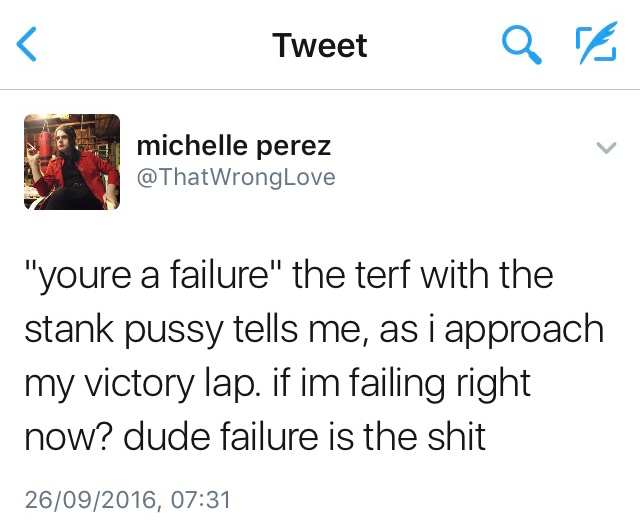 Tweet
michelle perez
@ThatWrongLove
"youre a failure" the terf with the
stank pussy tells me, as i approach
my victory lap. if im failing right
now? dude failure is the shit
26/09/2016, 07:31